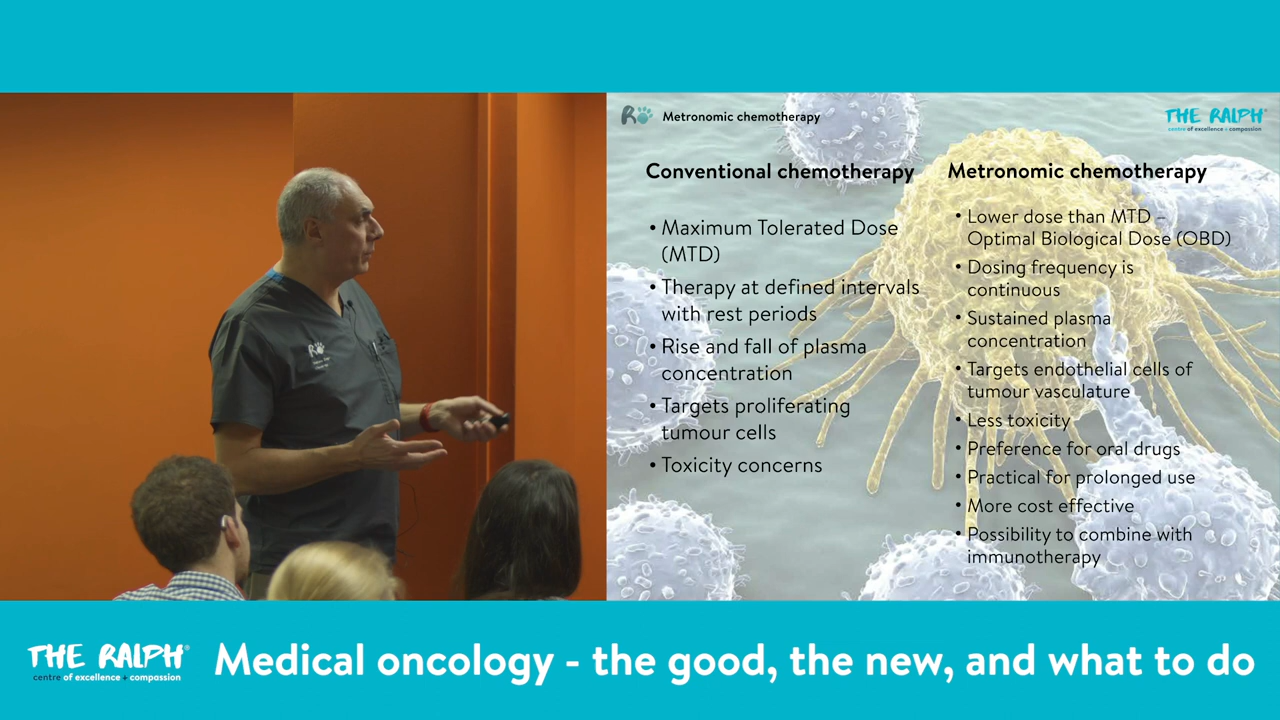 R
Metronomic chemotherapy
THE RALPH®
centre of excellence + compassion
Conventional chemotherapy
• Maximum Tolerated Dose
(MTD)
• Therapy at defined intervals
with rest periods
• Rise and fall of plasma
concentration
• Targets proliferating
tumour cells
• Toxicity concerns
Metronomic chemotherapy
• Lower dose than MTD –
Optimal Biological Dose (OBD)
• Dosing frequency is
continuous
• Sustained plasma
concentration
• Targets endothelial cells of
tumour vasculature
• Less toxicity
• Preference for oral drugs
• Practical for prolonged use
• More cost effective
• Possibility to combine with
immunotherapy
R
THE RALPH®
centre of excellence + compassion
Medical oncology - the good, the new, and what to do